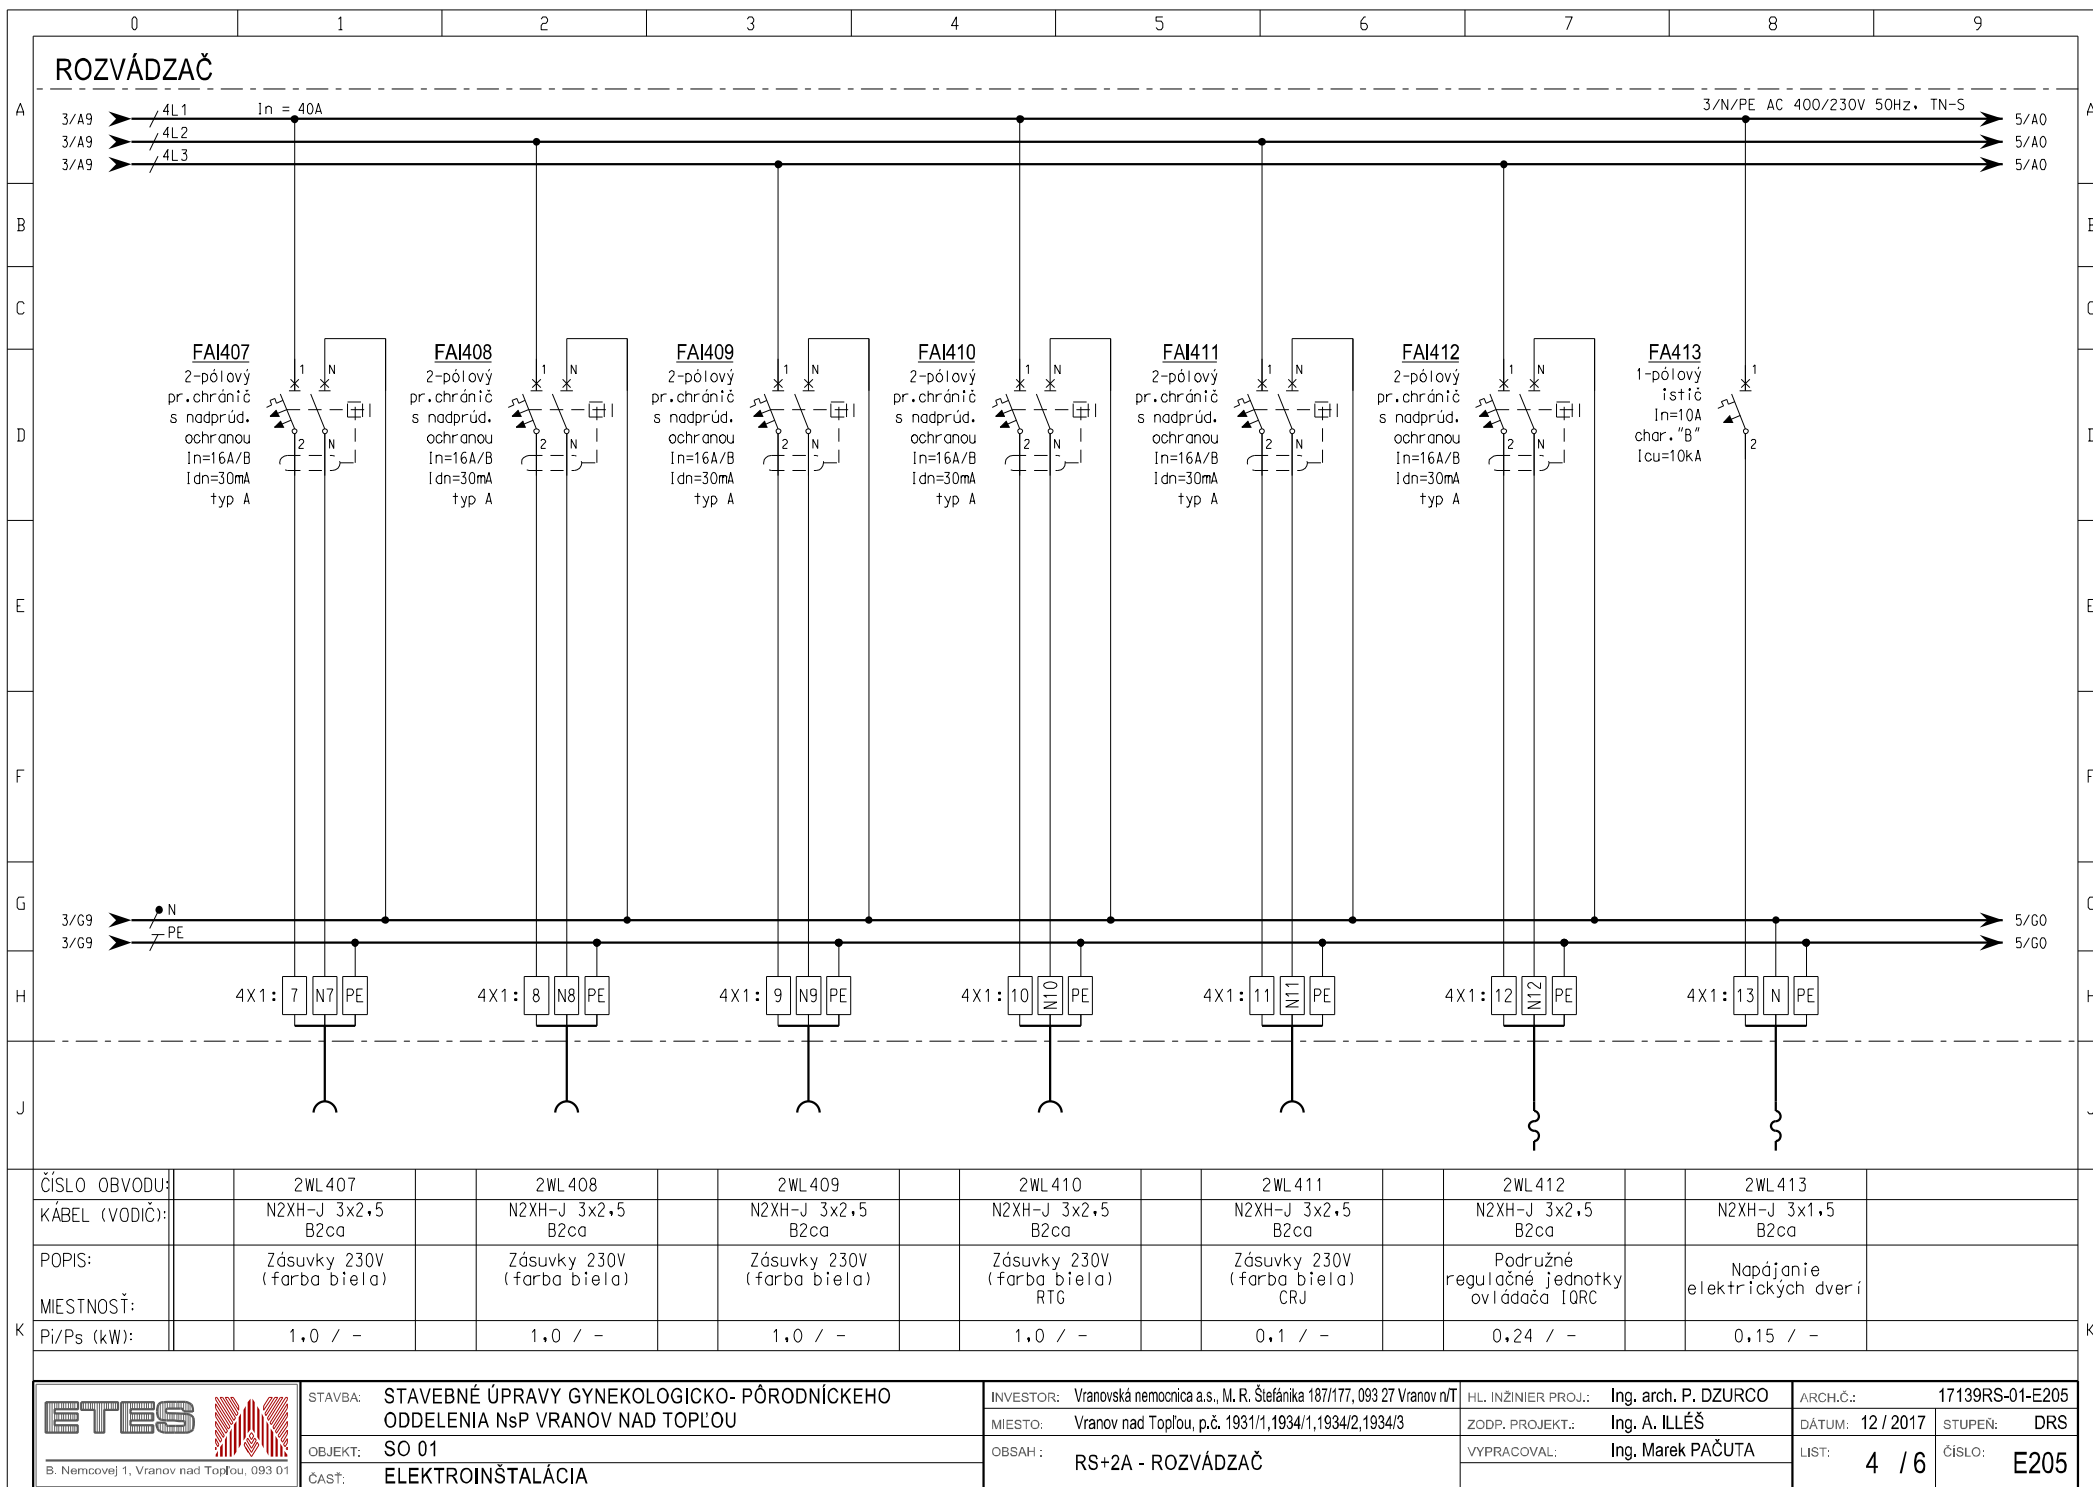 0 1 2 3 4 5 6 7 8 9
ROZVÁDZAČ
A
3/A9 4L1 In = 40A 3/N/PE AC 400/230V 50Hz, TN-S 5/A0
3/A9 4L2 5/A0
3/A9 4L3 5/A0
B
C
D
E
F
G
H
J
K
FAI407
2-pólový
pr.chránič
s nadprúd.
ochranou
In=16A/B
Idn=30mA
typ A
1 N
2 N
FAI408
2-pólový
pr.chránič
s nadprúd.
ochranou
In=16A/B
Idn=30mA
typ A
1 N
2 N
FAI409
2-pólový
pr.chránič
s nadprúd.
ochranou
In=16A/B
Idn=30mA
typ A
1 N
2 N
FAI410
2-pólový
pr.chránič
s nadprúd.
ochranou
In=16A/B
Idn=30mA
typ A
1 N
2 N
FAI411
2-pólový
pr.chránič
s nadprúd.
ochranou
In=16A/B
Idn=30mA
typ A
1 N
2 N
FAI412
2-pólový
pr.chránič
s nadprúd.
ochranou
In=16A/B
Idn=30mA
typ A
1 N
2 N
FA413
1-pólový
istič
In=10A
char."B"
Icu=10kA
1
2
3/G9 N 5/G0
3/G9 PE 5/G0
4X1: 7 N7 PE
4X1: 8 N8 PE
4X1: 9 N9 PE
4X1: 10 N10 PE
4X1: 11 N11 PE
4X1: 12 N12 PE
4X1: 13 N PE
ČÍSLO OBVODU: 2WL407 2WL408 2WL409 2WL410 2WL411 2WL412 2WL413
KÁBEL (VODIČ): N2XH-J 3x2,5 N2XH-J 3x2,5 N2XH-J 3x2,5 N2XH-J 3x2,5 N2XH-J 3x2,5 N2XH-J 3x2,5 N2XH-J 3x1,5
B2ca B2ca B2ca B2ca B2ca B2ca B2ca
POPIS:
MIESTNOSŤ:
Zásuvky 230V
(farba biela)
Zásuvky 230V
(farba biela)
Zásuvky 230V
(farba biela)
Zásuvky 230V
(farba biela)
RTG
Zásuvky 230V
(farba biela)
CRJ
Podružné
regulačné jednotky
ovládača IQRC
Napájanie
elektrických dverí
Pi/Ps (kW): 1,0 / - 1,0 / - 1,0 / - 1,0 / - 0,1 / - 0,24 / - 0,15 / -
ETES
B. Nemcovej 1, Vranov nad Topľou, 093 01
STAVBA: STAVEBNÉ ÚPRAVY GYNEKOLOGICKO- PÔRODNÍCKEHO
ODDELENIA NsP VRANOV NAD TOPĽOU
OBJEKT: SO 01
ČASŤ: ELEKTROINŠTALÁCIA
INVESTOR: Vranovská nemocnica a.s., M. R. Štefánika 187/177, 093 27 Vranov n/T
MIESTO: Vranov nad Topľou, p.č. 1931/1,1934/1,1934/2,1934/3
OBSAH : RS+2A - ROZVÁDZAČ
HL. INŽINIER PROJ.: Ing. arch. P. DZURCO
ZODP. PROJEKT.: Ing. A. ILLÉŠ
VYPRACOVAL: Ing. Marek PAČUTA
ARCH.Č.: 17139RS-01-E205
DÁTUM: 12 / 2017 STUPEŇ: DRS
LIST: 4 / 6 ČÍSLO: E205